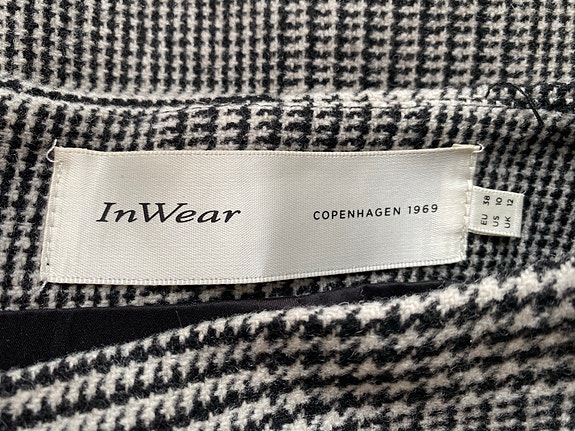 InWear
COPENHAGEN 1969
EU 38
US 10
UK 12